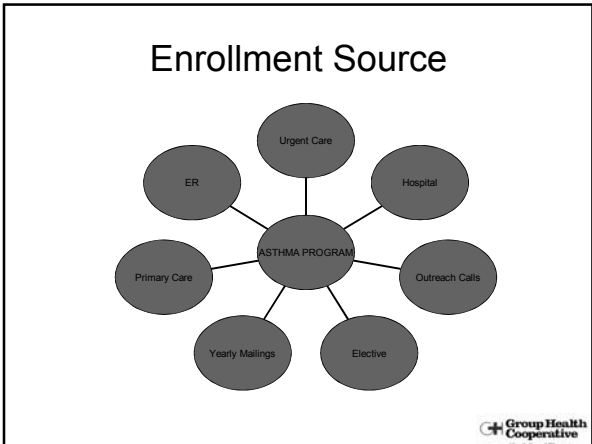 Enrollment Source
Urgent Care
ER
Hospital
ASTHMA PROGRAM
Primary Care
Outreach Calls
Yearly Mailings
Elective
Group Health
Cooperative